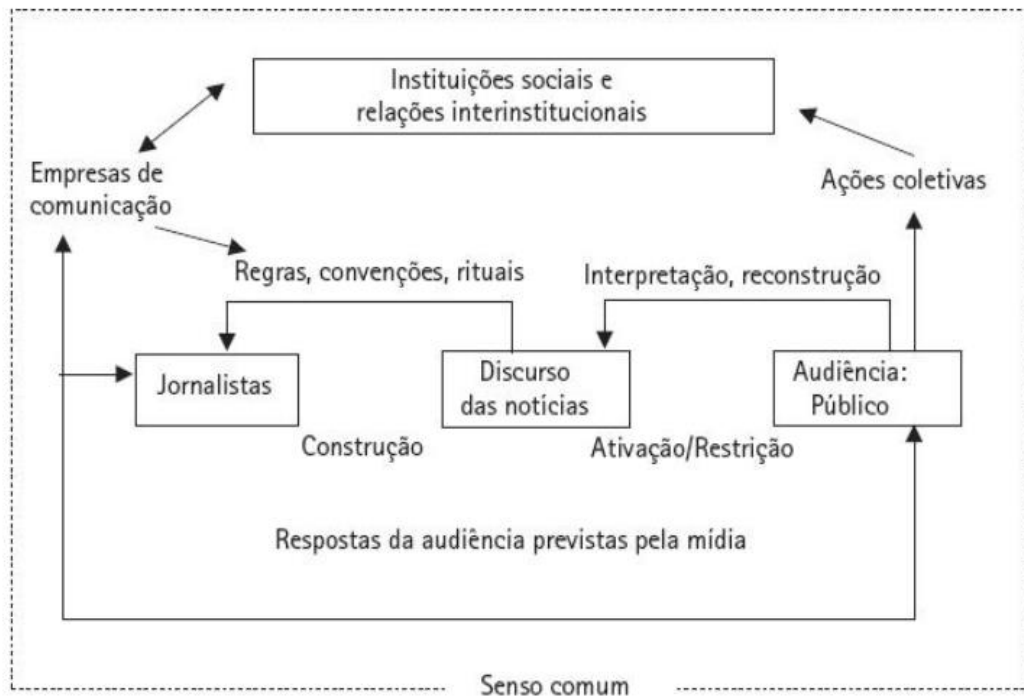 Instituições sociais e
relações interinstitucionais
Empresas de
comunicação
Ações coletivas
Regras, convenções, rituais
Interpretação, reconstrução
Jornalistas
Discurso
das notícias
Audiência:
Público
Construção
Ativação/Restrição
Respostas da audiência previstas pela mídia
Senso comum